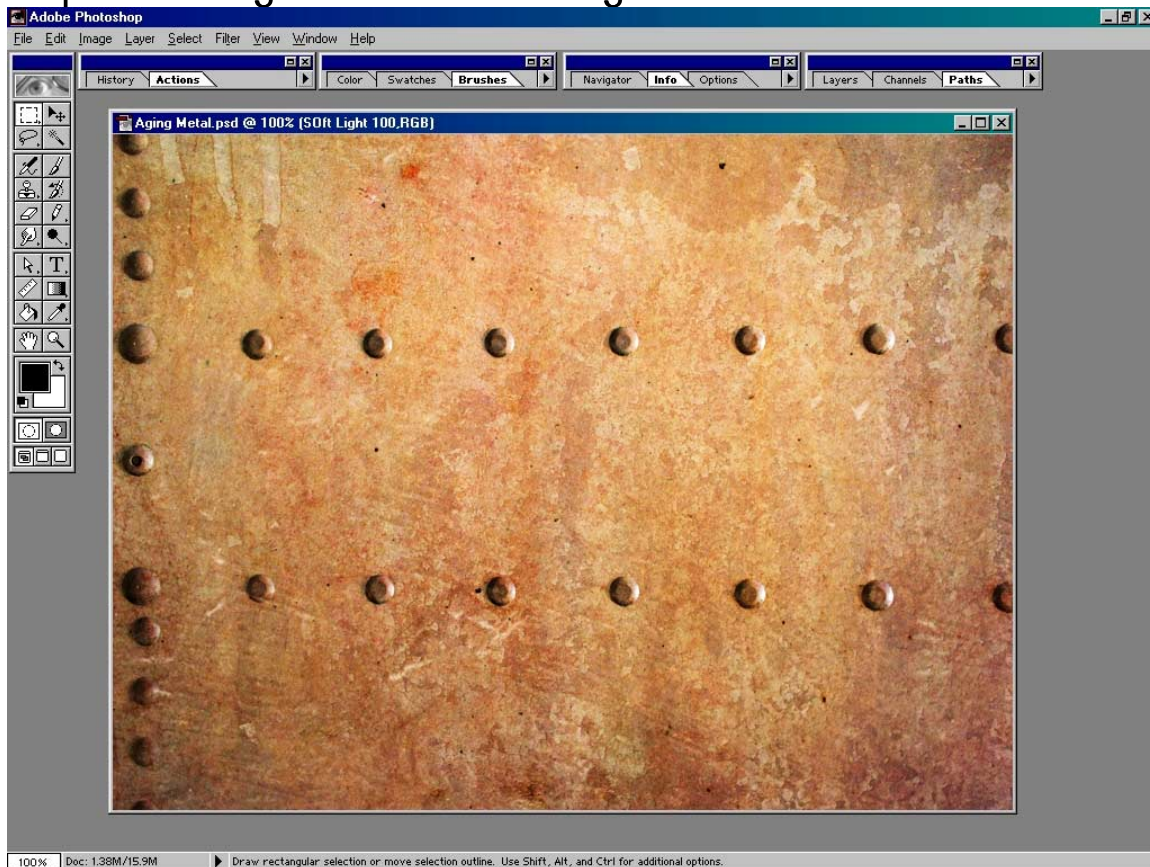 Adobe Photoshop
File Edit Image Layer Select Filter View Window Help
History Actions
Color Swatches Brushes
Navigator Info Options
Layers Channels Paths
Aging Metal.psd @ 100% (SOft Light 100,RGB)
T
100% Doc: 1.38M/15.9M Draw rectangular selection or move selection outline. Use Shift, Alt, and Ctrl for additional options.